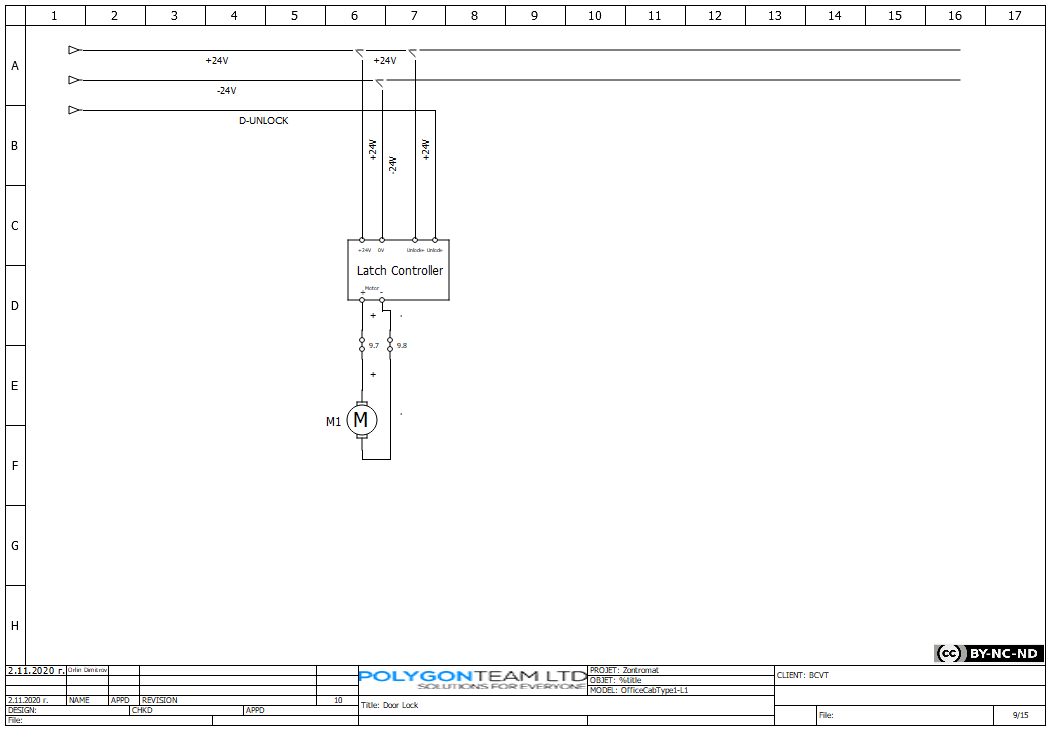 1 2 3 4 5 6 7 8 9 10 11 12 13 14 15 16 17
A
+24V +24V
-24V
D-UNLOCK
B
+24V -24V +24V
C
+24V 0V Unlock+ Unlock-
Latch Controller
Motor
+ -
D
+ -
9.7 9.8
+
E
-
M1 M
F
G
H
cc BY-NC-ND
2.11.2020 г. Orlin Dimitrov
POLYGONTEAM LTD
SOLUTIONS FOR EVERYONE
PROJET: Zontromat
OBJET: %title
MODEL: OfficeCabType1-L1
CLIENT: BCVT
2.11.2020 г. NAME APPD REVISION 10
Title: Door Lock
DESIGN: CHKD APPD
File:
File: 9/15